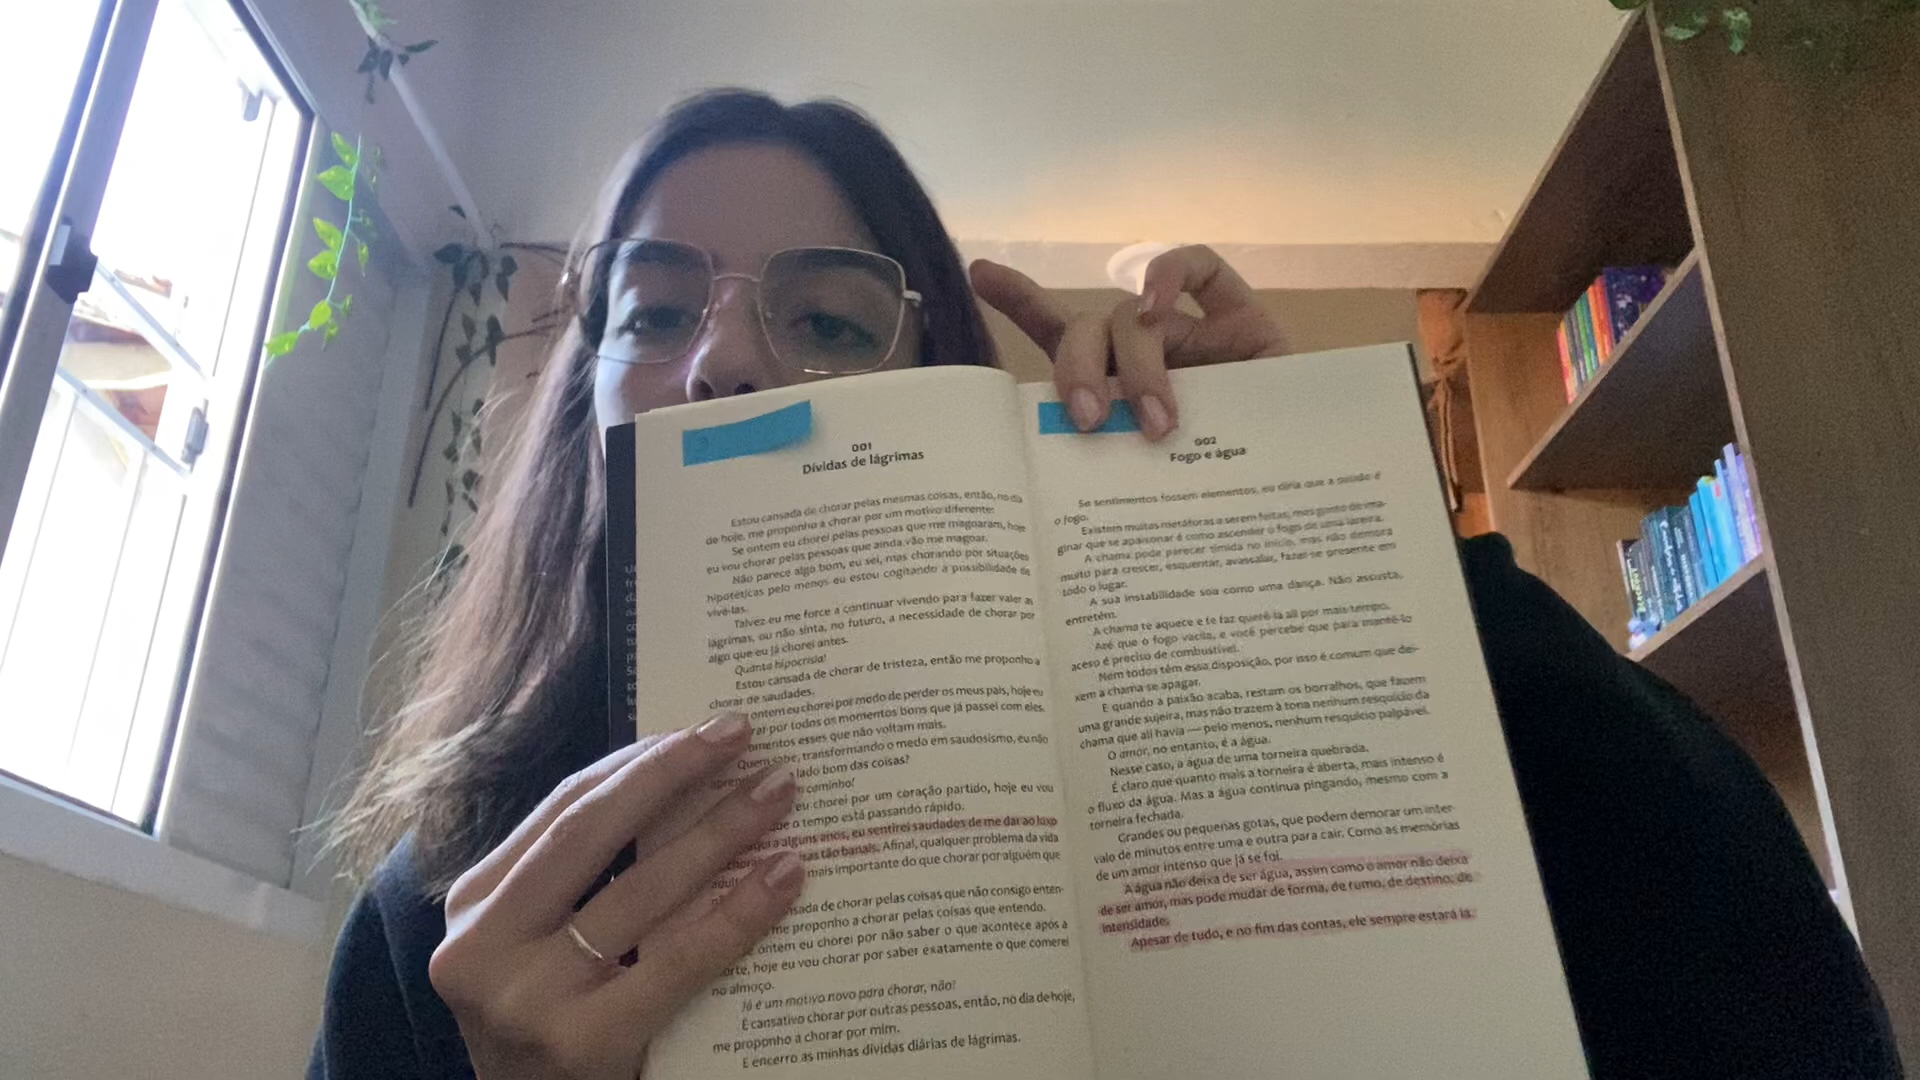 001
Dívidas de lágrimas
Estou cansada de chorar pelas mesmas coisas, então, no dia
de hoje, me proponho a chorar por um motivo diferente:
Se ontem eu chorei pelas pessoas que me magoaram, hoje
eu vou chorar pelas pessoas que ainda vão me magoar.
Não parece algo bom, eu sei, mas chorando por situações
hipotéticas pelo menos eu estou cogitando a possibilidade de
vivê-las.
Talvez eu me force a continuar vivendo para fazer valer as
lágrimas, ou não sinta, no futuro, a necessidade de chorar por
algo que eu já chorei antes.
Quanta hipocrisia!
Estou cansada de chorar de tristeza, então me proponho a
chorar de saudades.
ontem eu chorei por medo de perder os meus pais, hoje eu
por todos os momentos bons que já passei com eles,
esses que não voltam mais.
Quem sabe, transformando o medo em saudosismo, eu não
lado bom das coisas?
caminho!
eu chorei por um coração partido, hoje eu vou
o tempo está passando rápido.
alguns anos, eu sentirei saudades de me dar ao luxo
tão banais. Afinal, qualquer problema da vida
mais importante do que chorar por alguém que
de chorar pelas coisas que não consigo enten-
me proponho a chorar pelas coisas que entendo.
ontem eu chorei por não saber o que acontece após a
hoje eu vou chorar por saber exatamente o que comerei
no almoço.
Já é um motivo novo para chorar, não?
É cansativo chorar por outras pessoas, então, no dia de hoje,
me proponho a chorar por mim.
E encerro as minhas dívidas diárias de lágrimas.
002
Fogo e água
Se sentimentos fossem elementos, eu diria que a paixão é
o fogo.
Existem muitas metáforas a serem feitas, mas gosto de ima-
ginar que se apaixonar é como ascender o fogo de uma lareira.
A chama pode parecer tímida no início, mas não demora
muito para crescer, esquentar, avassalar, fazer-se presente em
todo o lugar.
A sua instabilidade soa como uma dança. Não assusta,
entretém.
A chama te aquece e te faz querê-la ali por mais tempo.
Até que o fogo vacila, e você percebe que para mantê-lo
aceso é preciso de combustível.
Nem todos têm essa disposição, por isso é comum que dei-
xem a chama se apagar.
E quando a paixão acaba, restam os borralhos, que fazem
uma grande sujeira, mas não trazem à tona nenhum resquício da
chama que ali havia — pelo menos, nenhum resquício palpável.
O amor, no entanto, é a água.
Nesse caso, a água de uma torneira quebrada.
É claro que quanto mais a torneira é aberta, mais intenso é
o fluxo da água. Mas a água continua pingando, mesmo com a
torneira fechada.
Grandes ou pequenas gotas, que podem demorar um inter-
valo de minutos entre uma e outra para cair. Como as memórias
de um amor intenso que já se foi.
A água não deixa de ser água, assim como o amor não deixa
de ser amor, mas pode mudar de forma, de rumo, de destino, de
intensidade.
Apesar de tudo, e no fim das contas, ele sempre estará lá.